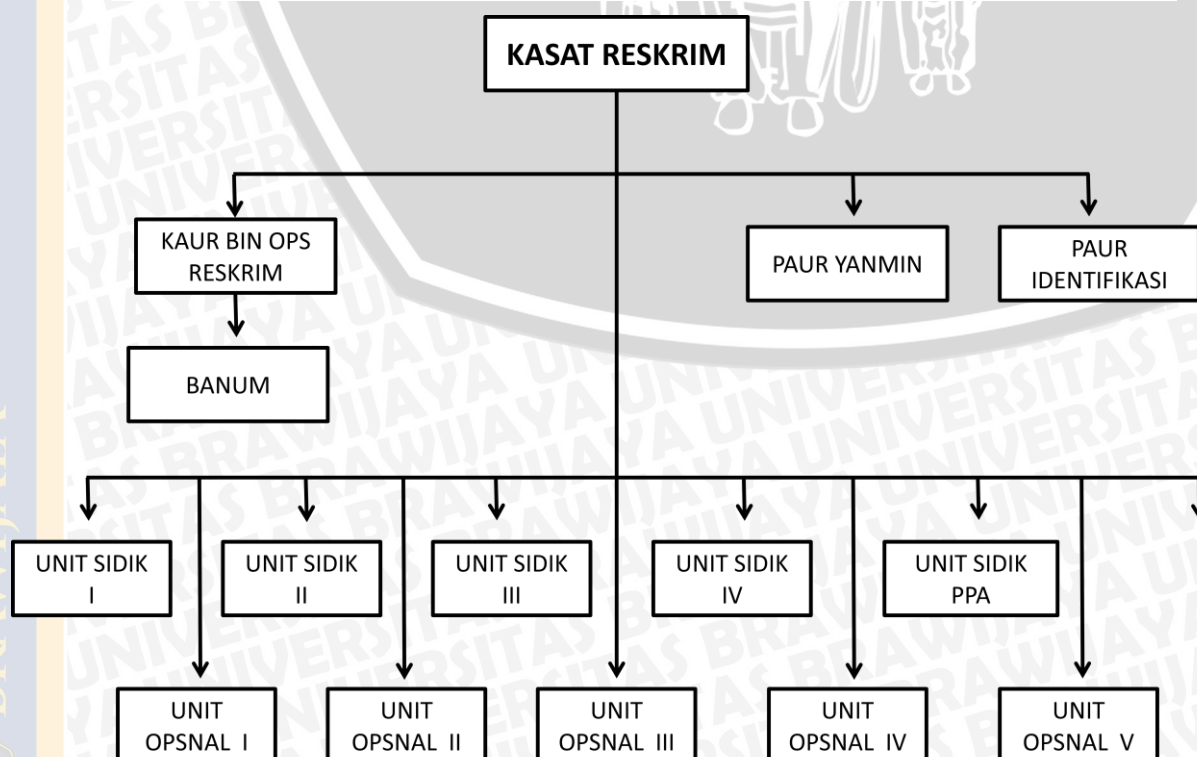 KASAT RESKRIM
KAUR BIN OPS
RESKRIM
PAUR YANMIN
PAUR
IDENTIFIKASI
BANUM
UNIT SIDIK
I
UNIT SIDIK
II
UNIT SIDIK
III
UNIT SIDIK
IV
UNIT SIDIK
PPA
UNIT
OPSNAL I
UNIT
OPSNAL II
UNIT
OPSNAL III
UNIT
OPSNAL IV
UNIT
OPSNAL V